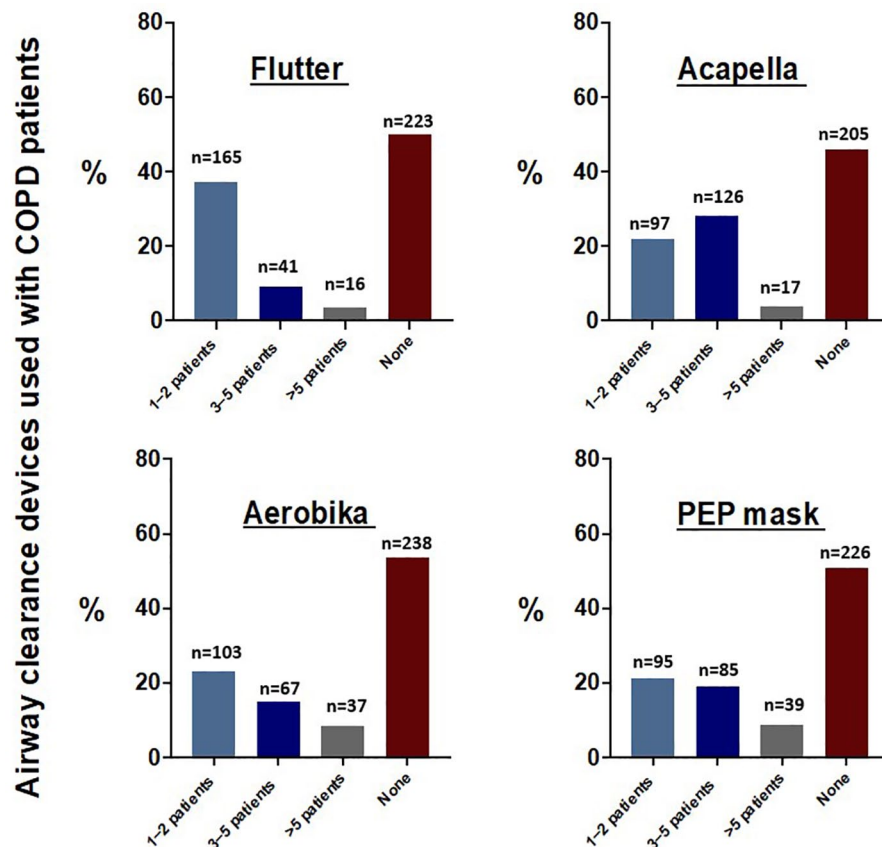 Airway clearance devices used with COPD patients
Flutter
%
80
60
40
20
0
n=165
n=41
n=16
n=223
1–2 patients
3–5 patients
>5 patients
None
Acapella
%
80
60
40
20
0
n=97
n=126
n=17
n=205
1–2 patients
3–5 patients
>5 patients
None
Aerobika
%
80
60
40
20
0
n=103
n=67
n=37
n=238
1–2 patients
3–5 patients
>5 patients
None
PEP mask
%
80
60
40
20
0
n=95
n=85
n=39
n=226
1–2 patients
3–5 patients
>5 patients
None